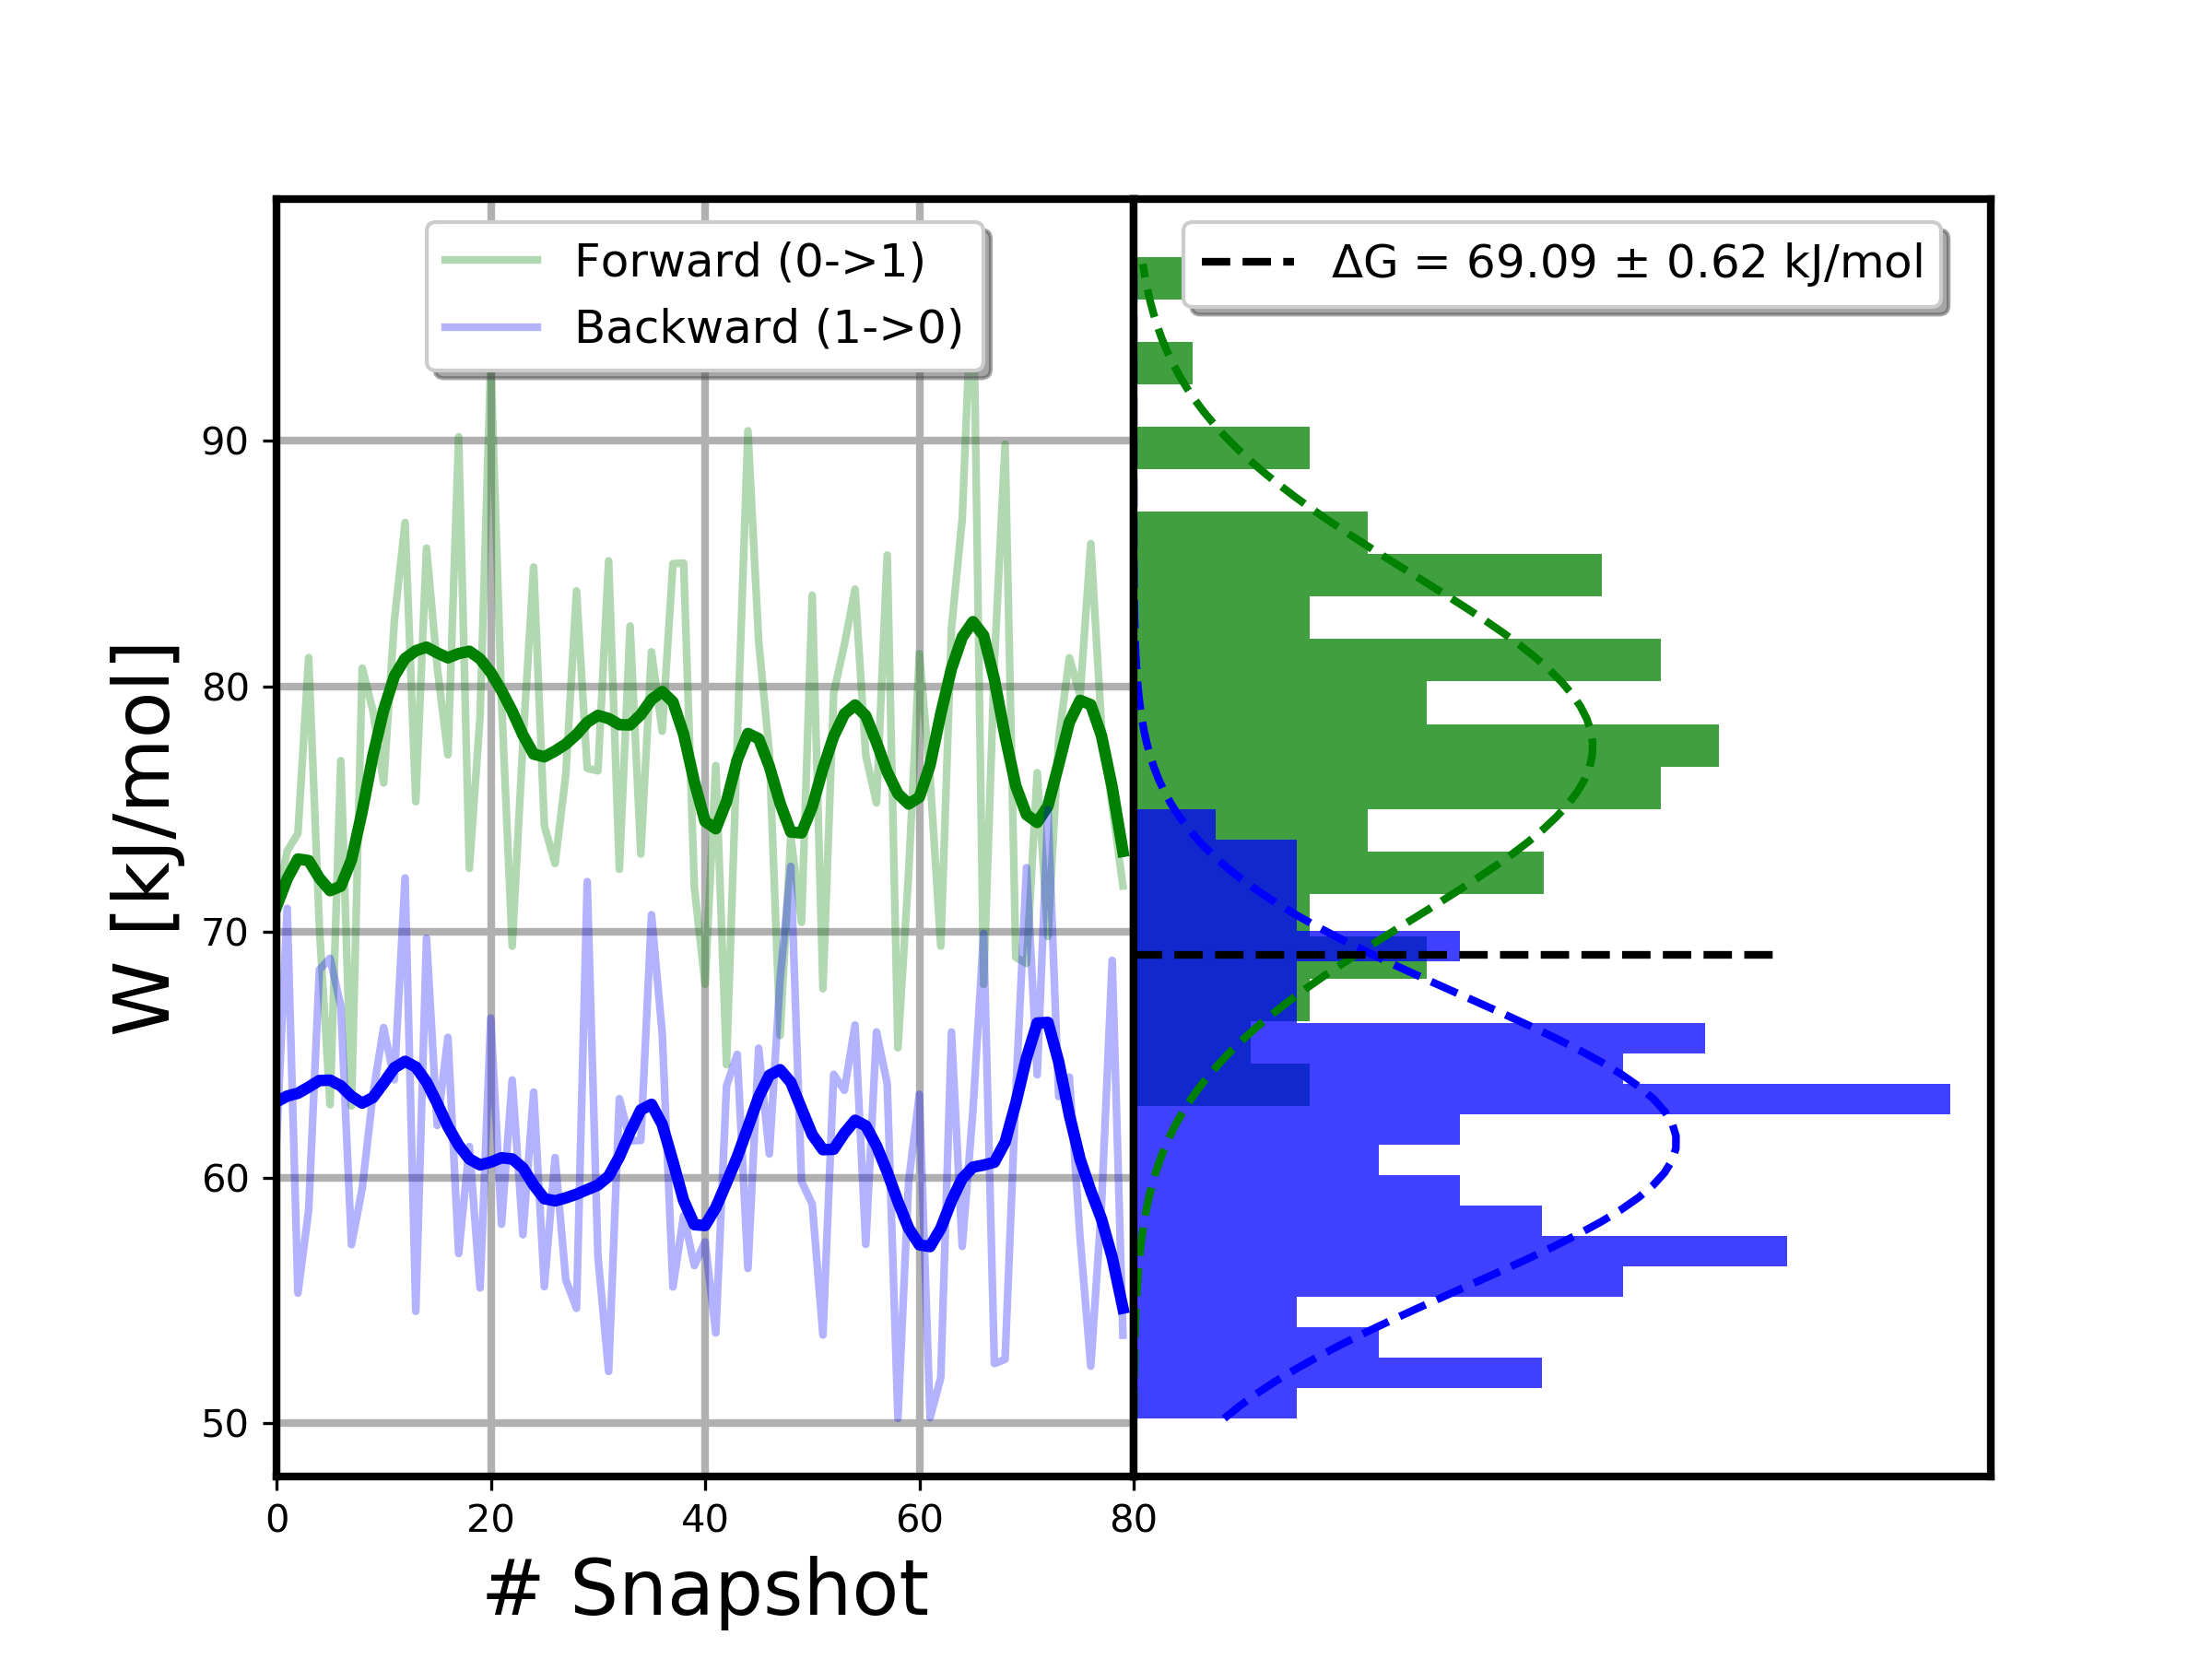 Forward (0->1)
Backward (1->0)
ΔG = 69.09 ± 0.62 kJ/mol
W [kJ/mol]
90
80
70
60
50
0 20 40 60 80
# Snapshot